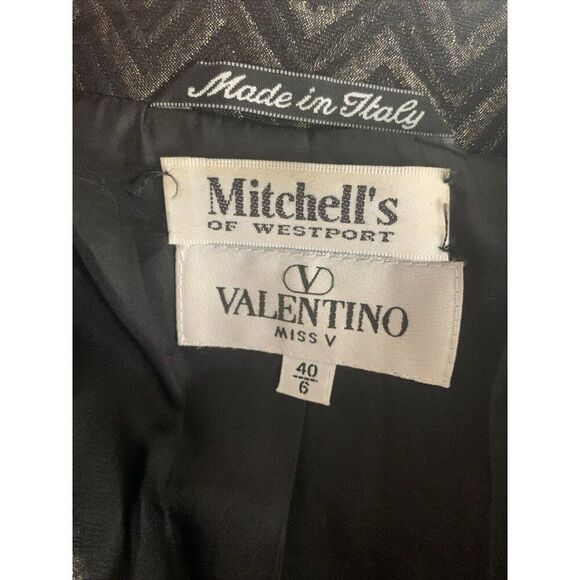 Made in Italy
Mitchell's
OF WESTPORT
V
VALENTINO
MISS V
40
6